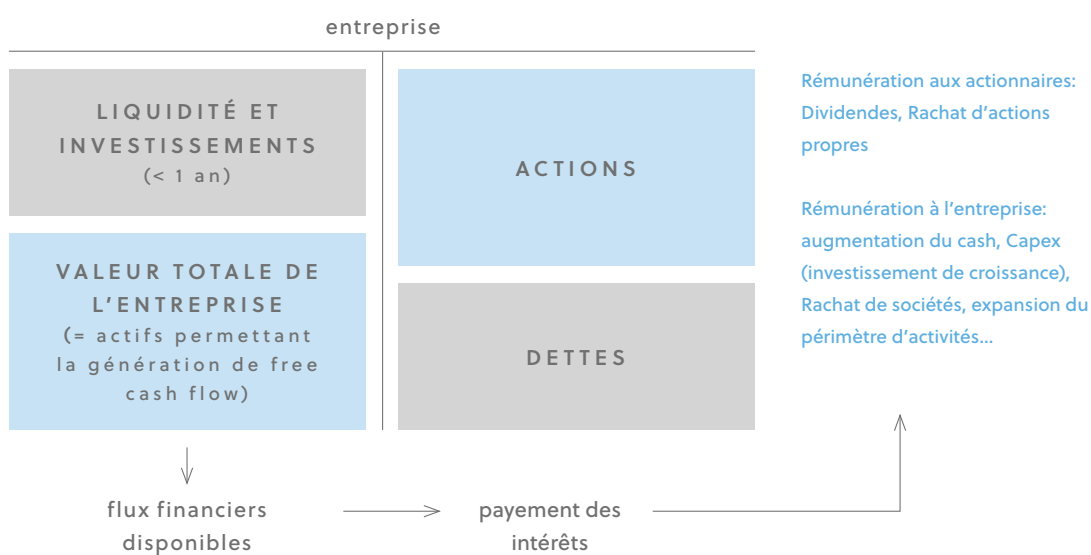 entreprise
LIQUIDITÉ ET
INVESTISSEMENTS
(< 1 an)
VALEUR TOTALE DE
L'ENTREPRISE
(= actifs permettant
la génération de free
cash flow)
ACTIONS
DETTES
Rémunération aux actionnaires:
Dividendes, Rachat d'actions
propres
Rémunération à l'entreprise:
augmentation du cash, Capex
(investissement de croissance),
Rachat de sociétés, expansion du
périmètre d'activités...
flux financiers
disponibles
payement des
intérêts